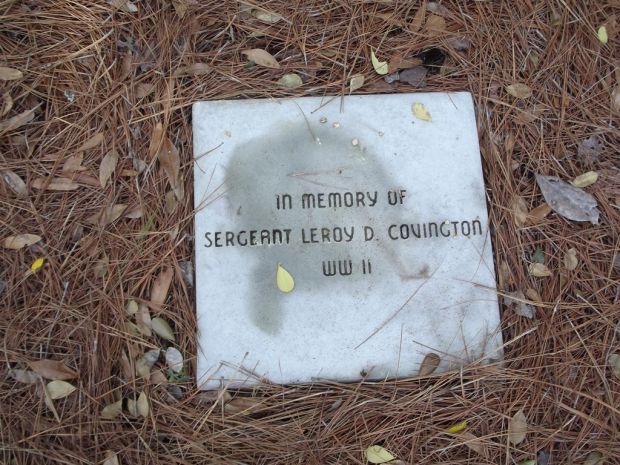 IN MEMORY OF
SERGEANT LEROY D. COVINGTON
WW II